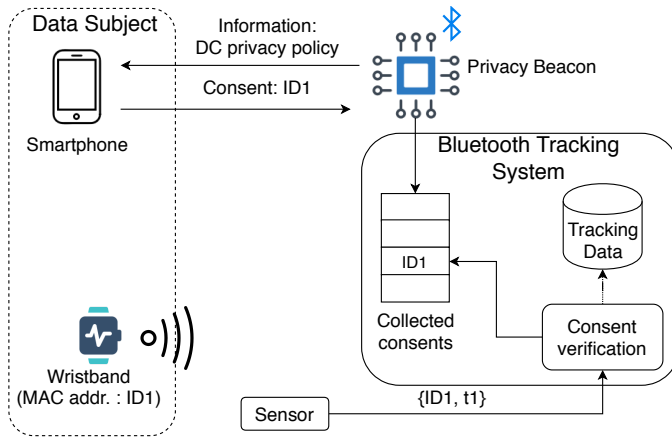 Data Subject
Information:
DC privacy policy
Consent: ID1
Privacy Beacon
Smartphone
Bluetooth Tracking
System
Tracking
Data
ID1
Collected
consents
Consent
verification
Wristband
(MAC addr. : ID1)
Sensor
{ID1, t1}